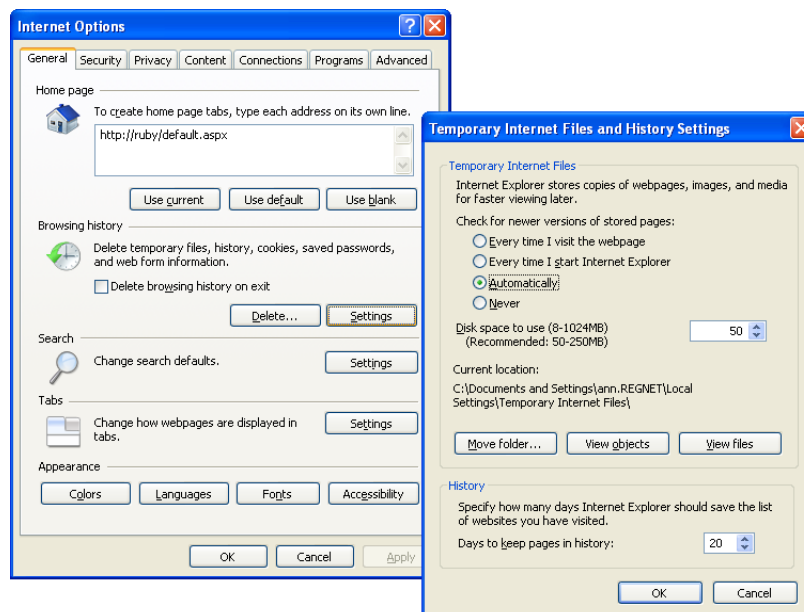 Internet Options
General Security Privacy Content Connections Programs Advanced
Home page
To create home page tabs, type each address on its own line.
http://ruby/default.aspx
Use current Use default Use blank
Browsing history
Delete temporary files, history, cookies, saved passwords,
and web form information.
Delete browsing history on exit
Delete... Settings
Search
Change search defaults.
Settings
Tabs
Change how webpages are displayed in
tabs.
Settings
Appearance
Colors Languages Fonts Accessibility
OK Cancel Apply
Temporary Internet Files and History Settings
Temporary Internet Files
Internet Explorer stores copies of webpages, images, and media
for faster viewing later.
Check for newer versions of stored pages:
Every time I visit the webpage
Every time I start Internet Explorer
Automatically
Never
Disk space to use (8-1024MB)
(Recommended: 50-250MB)
50
Current location:
C:\Documents and Settings\ann.REGNET\Local
Settings\Temporary Internet Files\
Move folder... View objects View files
History
Specify how many days Internet Explorer should save the list
of websites you have visited.
Days to keep pages in history: 20
OK Cancel